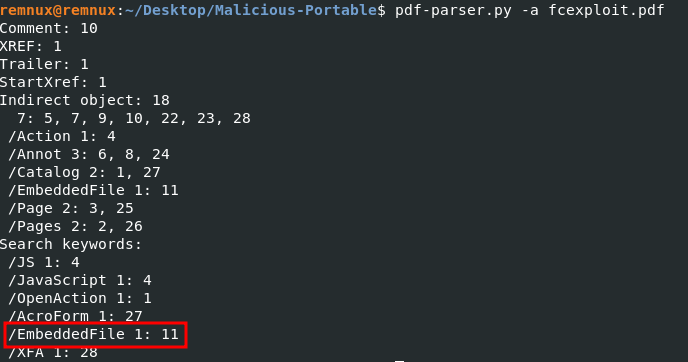 remnux@remnux:~/Desktop/Malicious-Portable$ pdf-parser.py -a fcexploit.pdf
Comment: 10
XREF: 1
Trailer: 1
StartXref: 1
Indirect object: 18
  7: 5, 7, 9, 10, 22, 23, 28
 /Action 1: 4
 /Annot 3: 6, 8, 24
 /Catalog 2: 1, 27
 /EmbeddedFile 1: 11
 /Page 2: 3, 25
 /Pages 2: 2, 26
Search keywords:
 /JS 1: 4
 /JavaScript 1: 4
 /OpenAction 1: 1
 /AcroForm 1: 27
 /EmbeddedFile 1: 11
 /XFA 1: 28